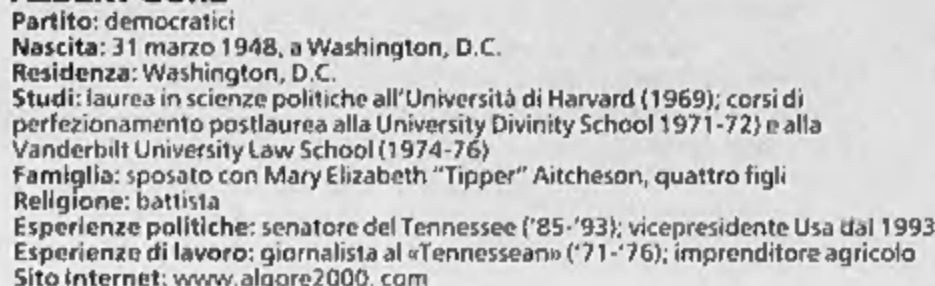 Partito: democratici
Nascita: 31 marzo 1948, a Washington, D.C.
Residenza: Washington, D.C.
Studi: laurea in scienze politiche all'Università di Harvard (1969); corsi di
perfezionamento postlaurea alla University Divinity School 1971-72) e alla
Vanderbilt University Law School (1974-76)
Famiglia: sposato con Mary Elizabeth "Tipper" Aitcheson, quattro figli
Religione: battista
Esperienze politiche: senatore del Tennessee ('85-'93); vicepresidente Usa dal 1993
Esperienze di lavoro: giornalista al «Tennessean» ('71-'76); imprenditore agricolo
Sito Internet: www.algore2000. com